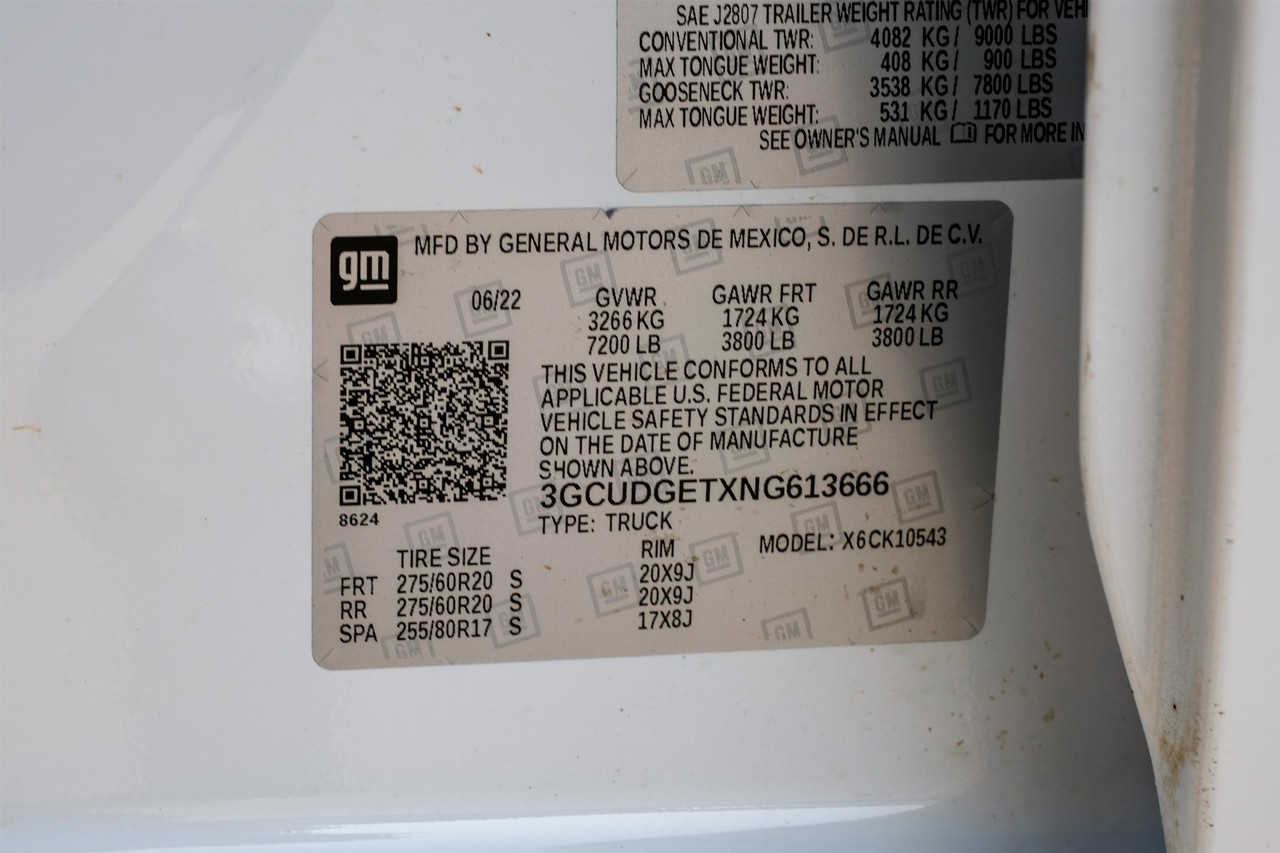 SAE J2807 TRAILER WEIGHT RATING (TWR) FOR VEHI
CONVENTIONAL TWR: 4082 KG/ 9000 LBS
MAX TONGUE WEIGHT: 408 KG/ 900 LBS
GOOSENECK TWR: 3538 KG/ 7800 LBS
MAX TONGUE WEIGHT: 531 KG/ 1170 LBS
SEE OWNER'S MANUAL FOR MORE IN
gm
MFD BY GENERAL MOTORS DE MEXICO, S. DE R.L. DE C.V.
06/22 GVWR GAWR FRT GAWR RR
3266 KG 1724 KG 1724 KG
7200 LB 3800 LB 3800 LB
THIS VEHICLE CONFORMS TO ALL
APPLICABLE U.S. FEDERAL MOTOR
VEHICLE SAFETY STANDARDS IN EFFECT
ON THE DATE OF MANUFACTURE
SHOWN ABOVE.
3GCUDGETXNG613666
8624
TYPE: TRUCK
TIRE SIZE RIM MODEL: X6CK10543
FRT 275/60R20 S 20X9J
RR 275/60R20 S 20X9J
SPA 255/80R17 S 17X8J